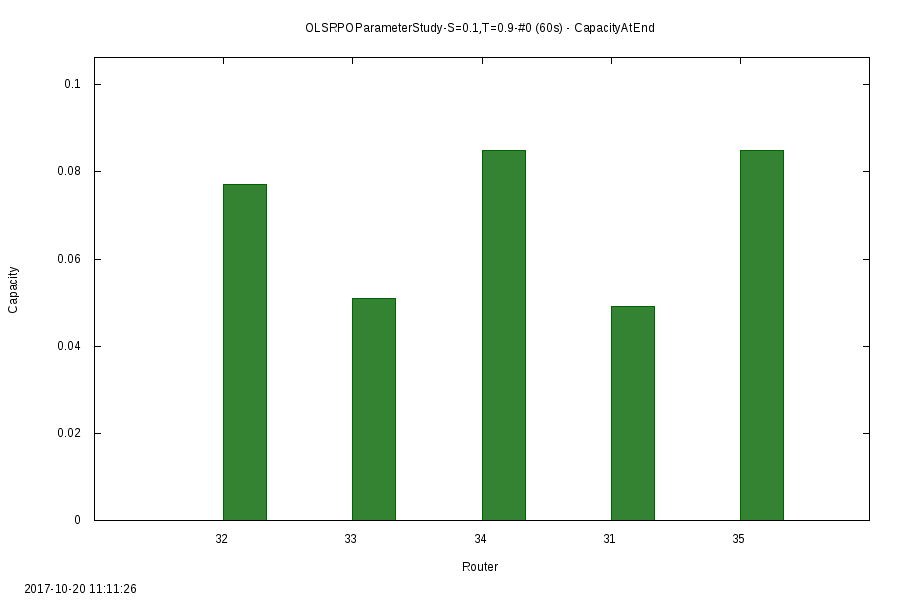 OLSRPOParameterStudy-S=0.1,T=0.9-#0 (60s) - CapacityAtEnd
0.1
0.08
0.06
0.04
0.02
0
Capacity
32 33 34 31 35
Router
2017-10-20 11:11:26